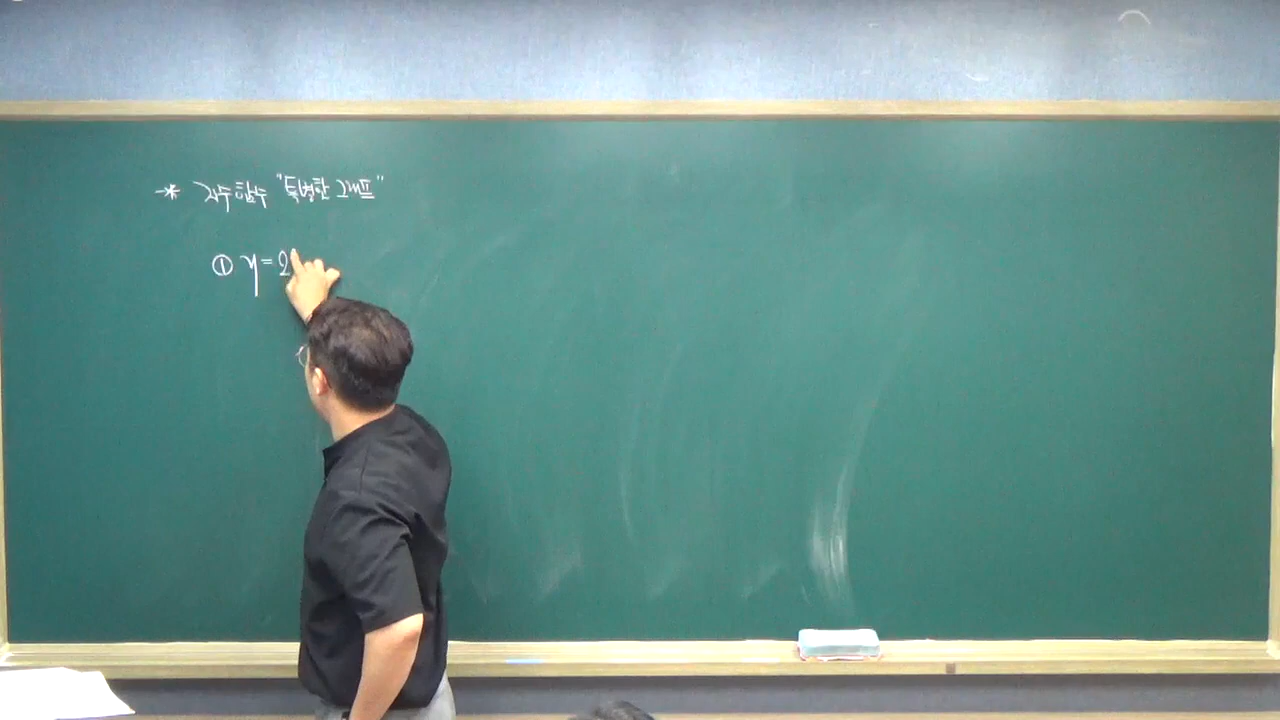 * 지수함수 "특별한 그래프"
① y = 2